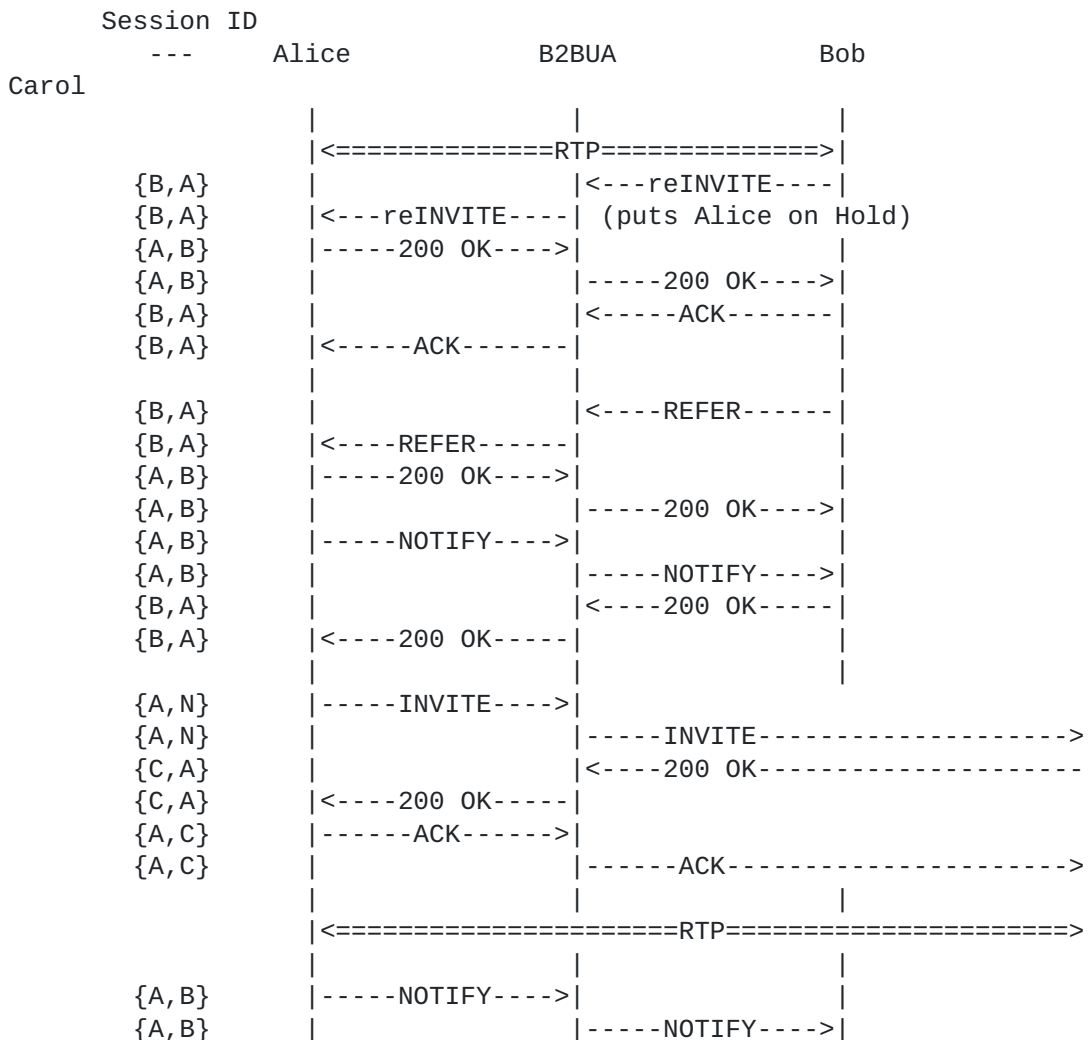 Session ID
         ---     Alice            B2BUA             Bob
Carol
                   |                |                |
                   |<==============RTP==============>|
        {B,A}      |                |<---reINVITE----|
        {B,A}      |<---reINVITE----| (puts Alice on Hold)
        {A,B}      |-----200 OK---->|                |
        {A,B}      |                |-----200 OK---->|
        {B,A}      |                |<-----ACK-------|
        {B,A}      |<-----ACK-------|                |
                   |                |                |
        {B,A}      |                |<----REFER------|
        {B,A}      |<----REFER------|                |
        {A,B}      |-----200 OK---->|                |
        {A,B}      |                |-----200 OK---->|
        {A,B}      |-----NOTIFY---->|                |
        {A,B}      |                |-----NOTIFY---->|
        {B,A}      |                |<----200 OK-----|
        {B,A}      |<----200 OK-----|                |
                   |                |                |
        {A,N}      |-----INVITE---->|
        {A,N}      |                |-----INVITE-------------------->
        {C,A}      |                |<----200 OK---------------------
        {C,A}      |<----200 OK-----|
        {A,C}      |------ACK------>|
        {A,C}      |                |------ACK---------------------->
                   |                |                |
                   |<======================RTP======================>
                   |                |                |
        {A,B}      |-----NOTIFY---->|                |
        {A,B}      |                |-----NOTIFY---->|